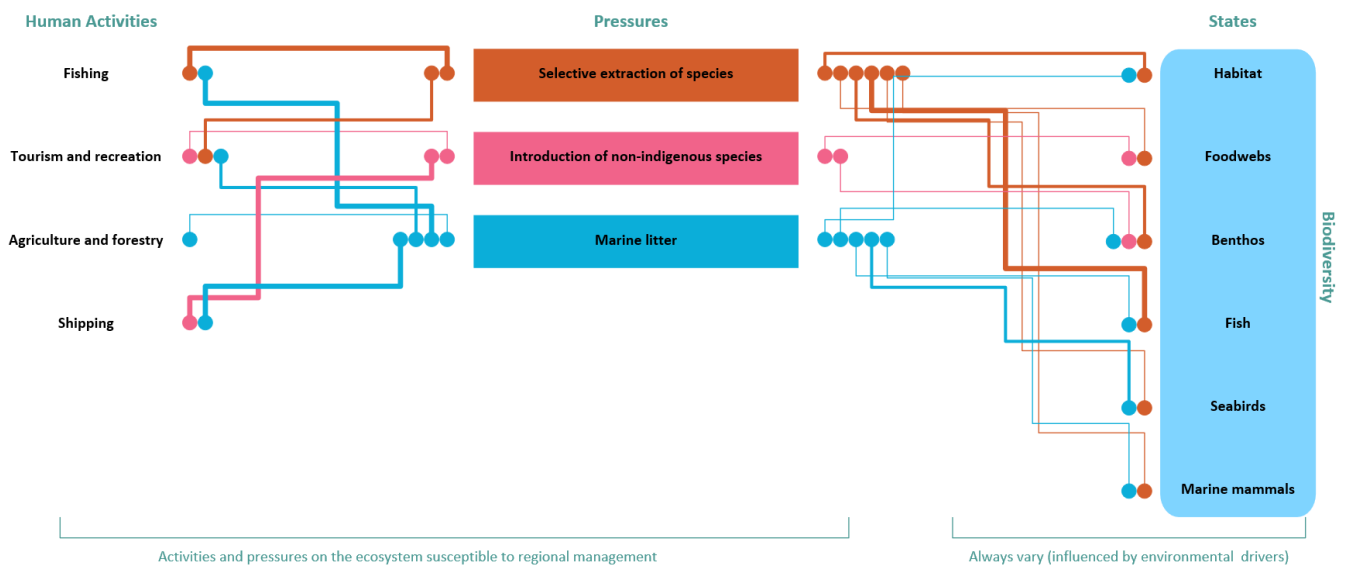 Human Activities
Pressures
States
Fishing
Selective extraction of species
Habitat
Tourism and recreation
Introduction of non-indigenous species
Foodwebs
Agriculture and forestry
Marine litter
Benthos
Biodiversity
Shipping
Fish
Seabirds
Marine mammals
Activities and pressures on the ecosystem susceptible to regional management
Always vary (influenced by environmental drivers)